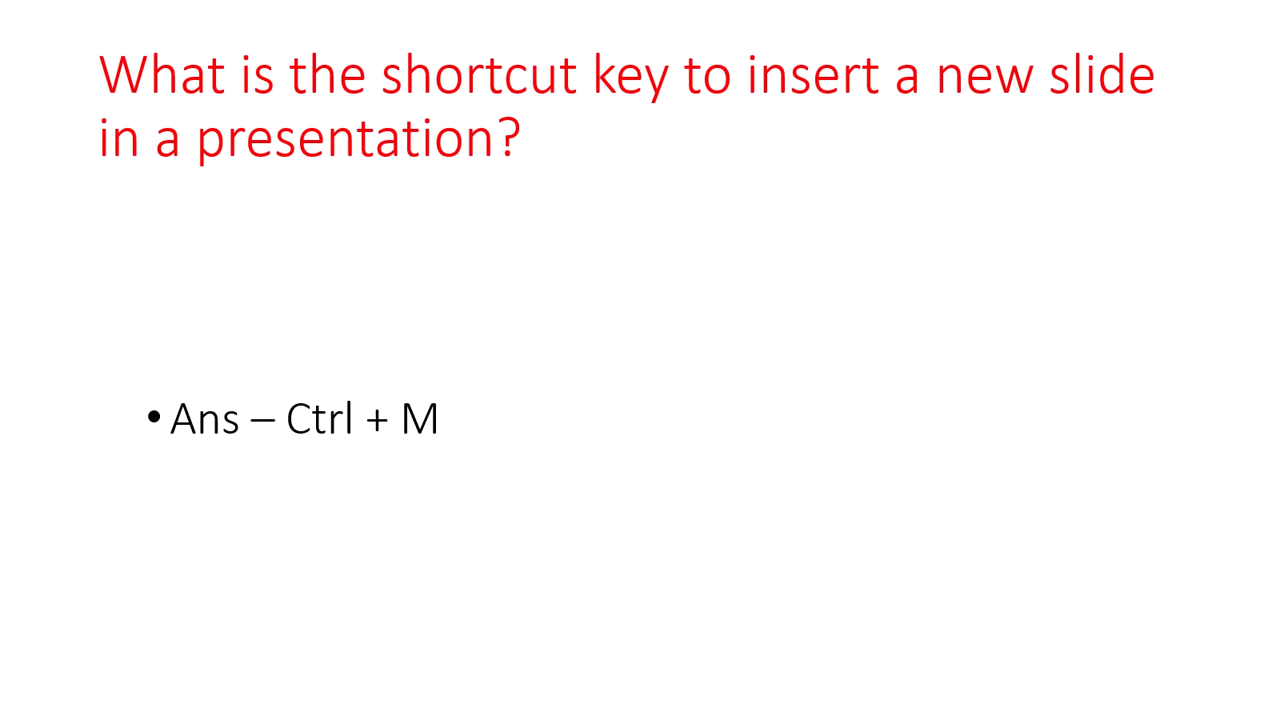 What is the shortcut key to insert a new slide
in a presentation?
• Ans – Ctrl + M